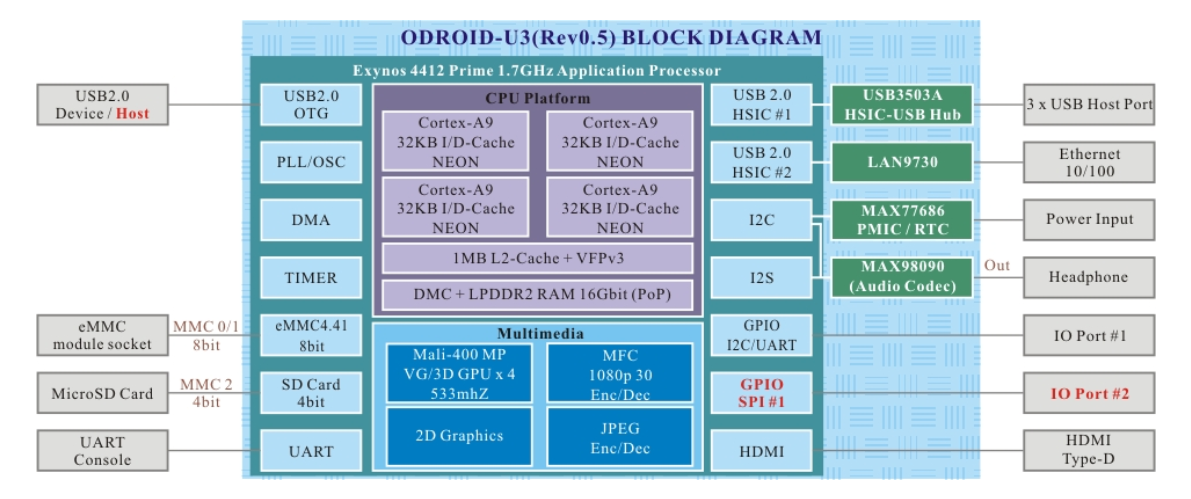 ODROID-U3(Rev0.5) BLOCK DIAGRAM
Exynos 4412 Prime 1.7GHz Application Processor
USB2.0
Device / Host
eMMC
module socket
MMC 0/1
8bit
MicroSD Card
MMC 2
4bit
UART
Console
USB2.0
OTG
PLL/OSC
DMA
TIMER
eMMC4.41
8bit
SD Card
4bit
UART
CPU Platform
Cortex-A9
32KB I/D-Cache
NEON
Cortex-A9
32KB I/D-Cache
NEON
Cortex-A9
32KB I/D-Cache
NEON
Cortex-A9
32KB I/D-Cache
NEON
1MB L2-Cache + VFPv3
DMC + LPDDR2 RAM 16Gbit (PoP)
Multimedia
Mali-400 MP
VG/3D GPU x 4
533mhZ
MFC
1080p 30
Enc/Dec
2D Graphics
JPEG
Enc/Dec
USB 2.0
HSIC #1
USB 2.0
HSIC #2
I2C
I2S
GPIO
I2C/UART
GPIO
SPI #1
HDMI
USB3503A
HSIC-USB Hub
LAN9730
MAX77686
PMIC / RTC
MAX98090
(Audio Codec)
Out
3 x USB Host Port
Ethernet
10/100
Power Input
Headphone
IO Port #1
IO Port #2
HDMI
Type-D